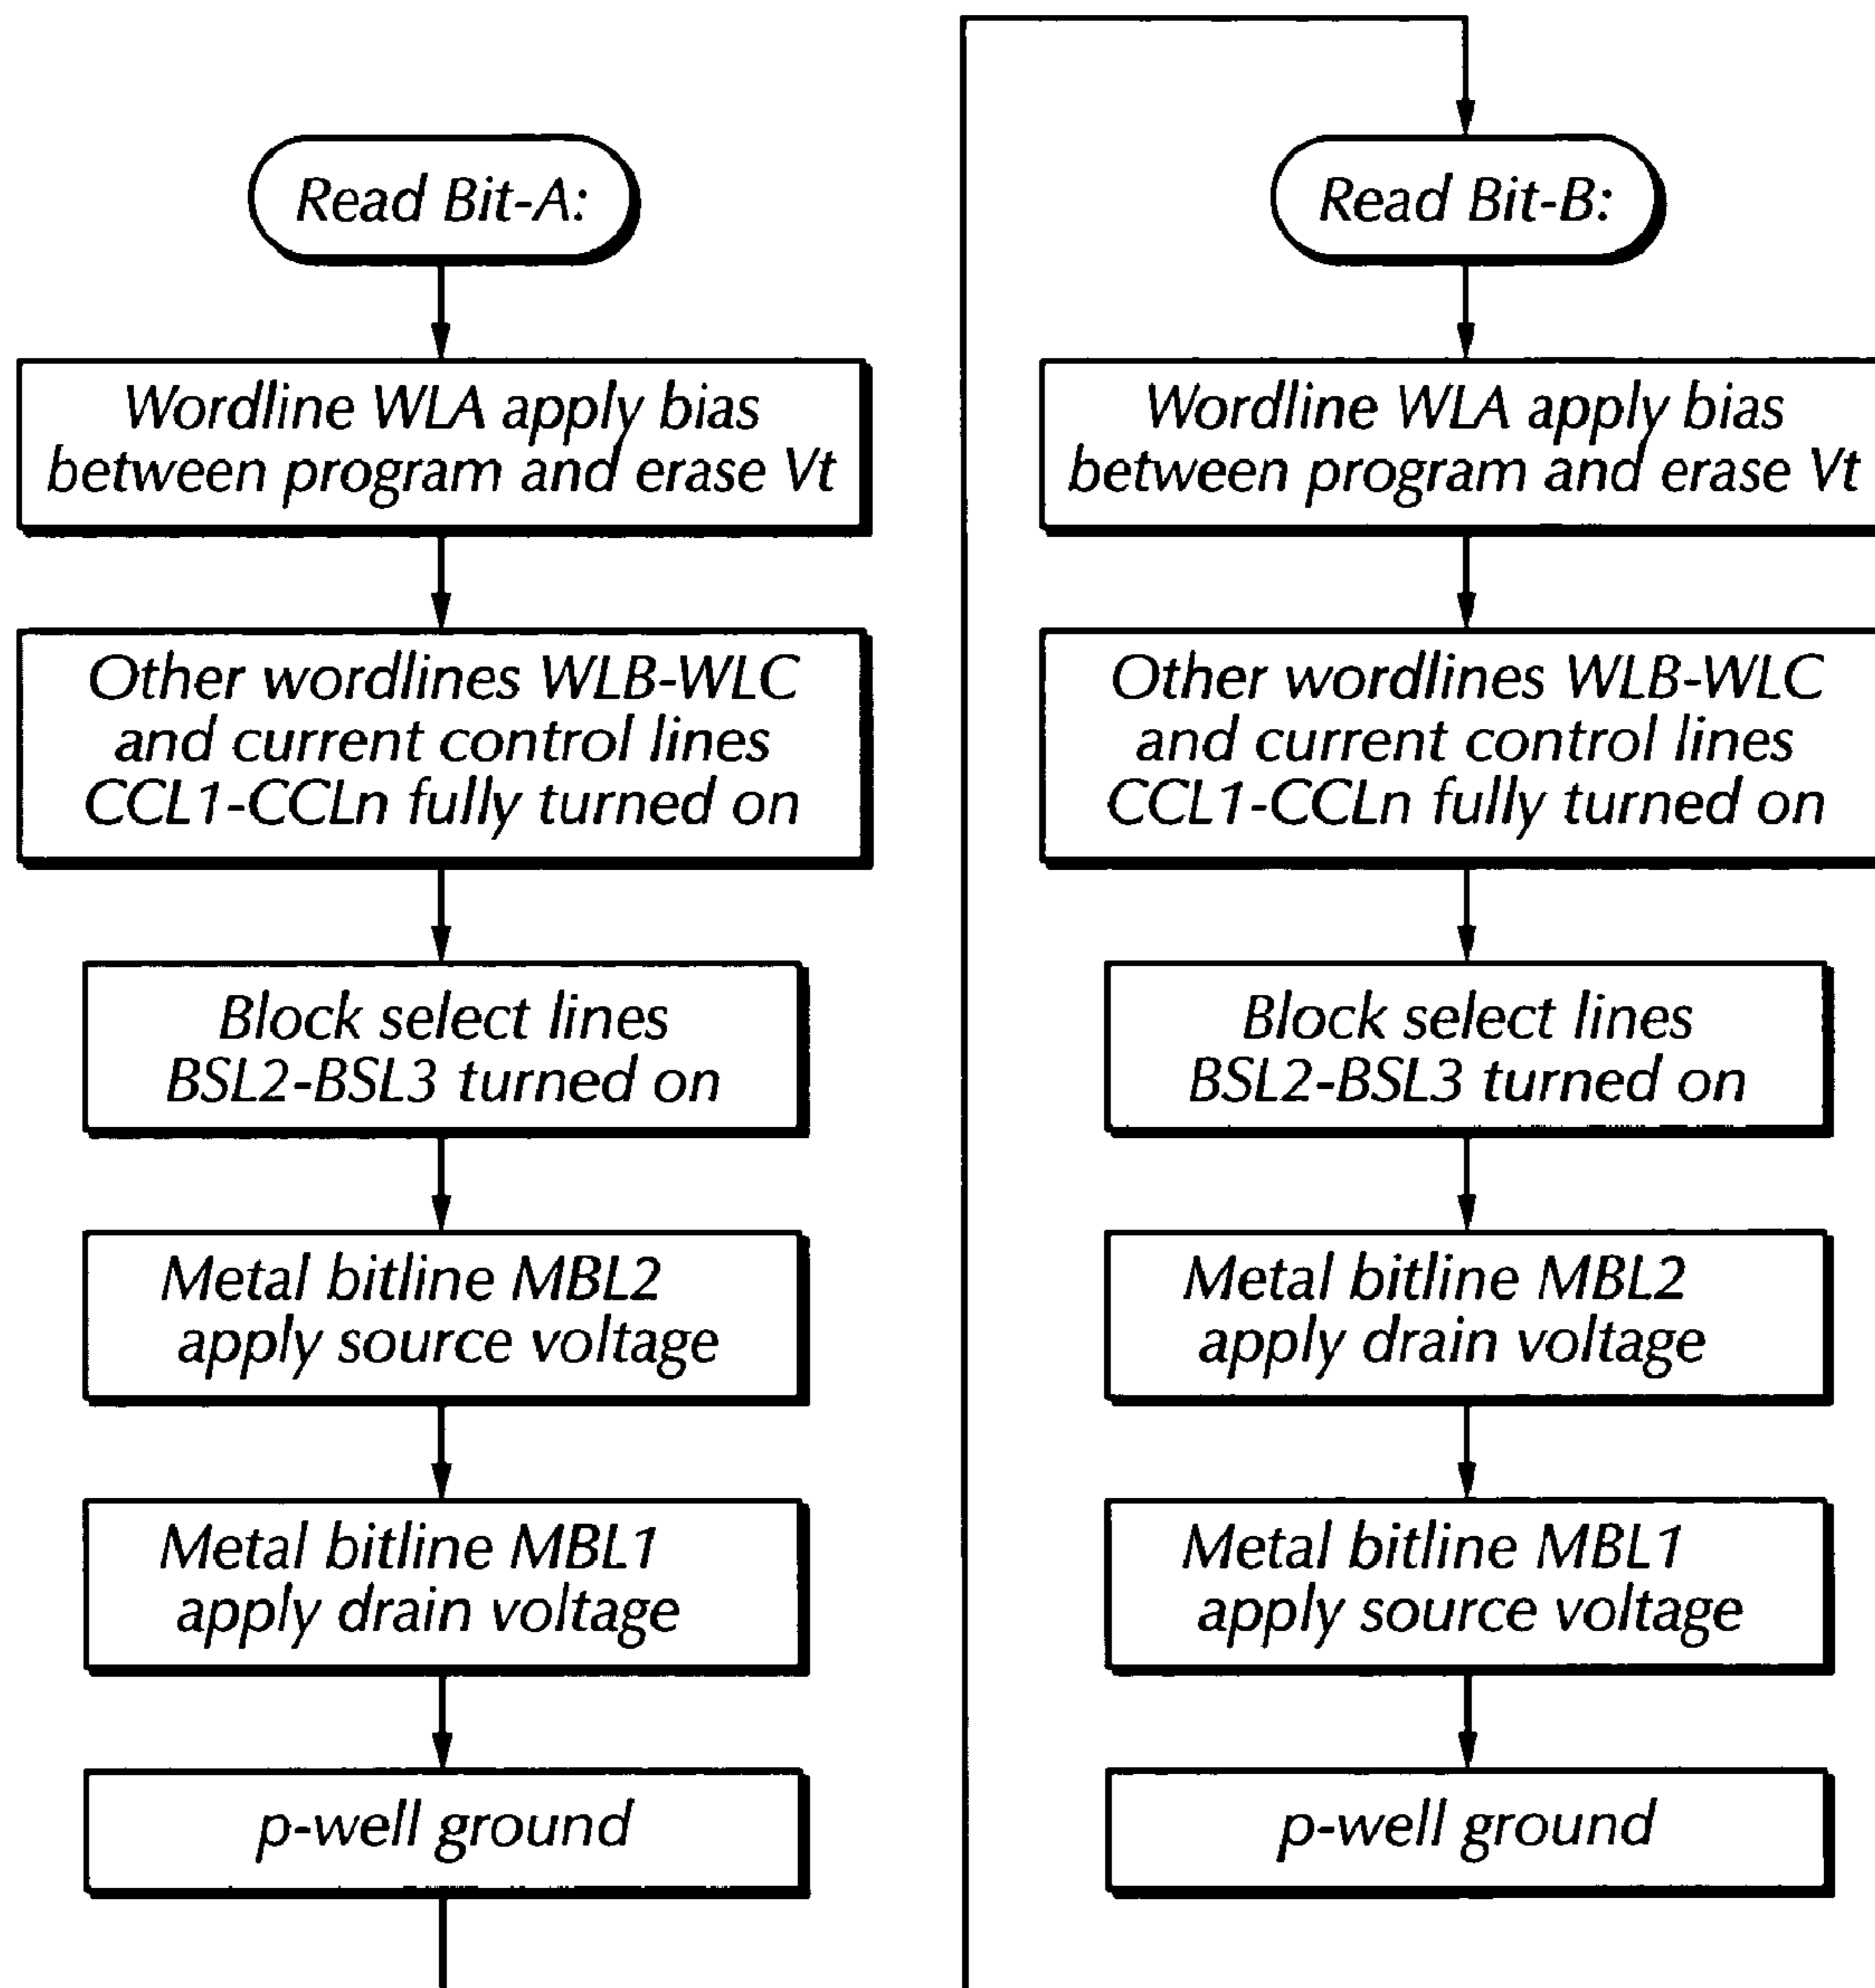 Read Bit-A:
Wordline WLA apply bias
between program and erase Vt
Other wordlines WLB-WLC
and current control lines
CCL1-CCLn fully turned on
Block select lines
BSL2-BSL3 turned on
Metal bitline MBL2
apply source voltage
Metal bitline MBL1
apply drain voltage
p-well ground
Read Bit-B:
Wordline WLA apply bias
between program and erase Vt
Other wordlines WLB-WLC
and current control lines
CCL1-CCLn fully turned on
Block select lines
BSL2-BSL3 turned on
Metal bitline MBL2
apply drain voltage
Metal bitline MBL1
apply source voltage
p-well ground